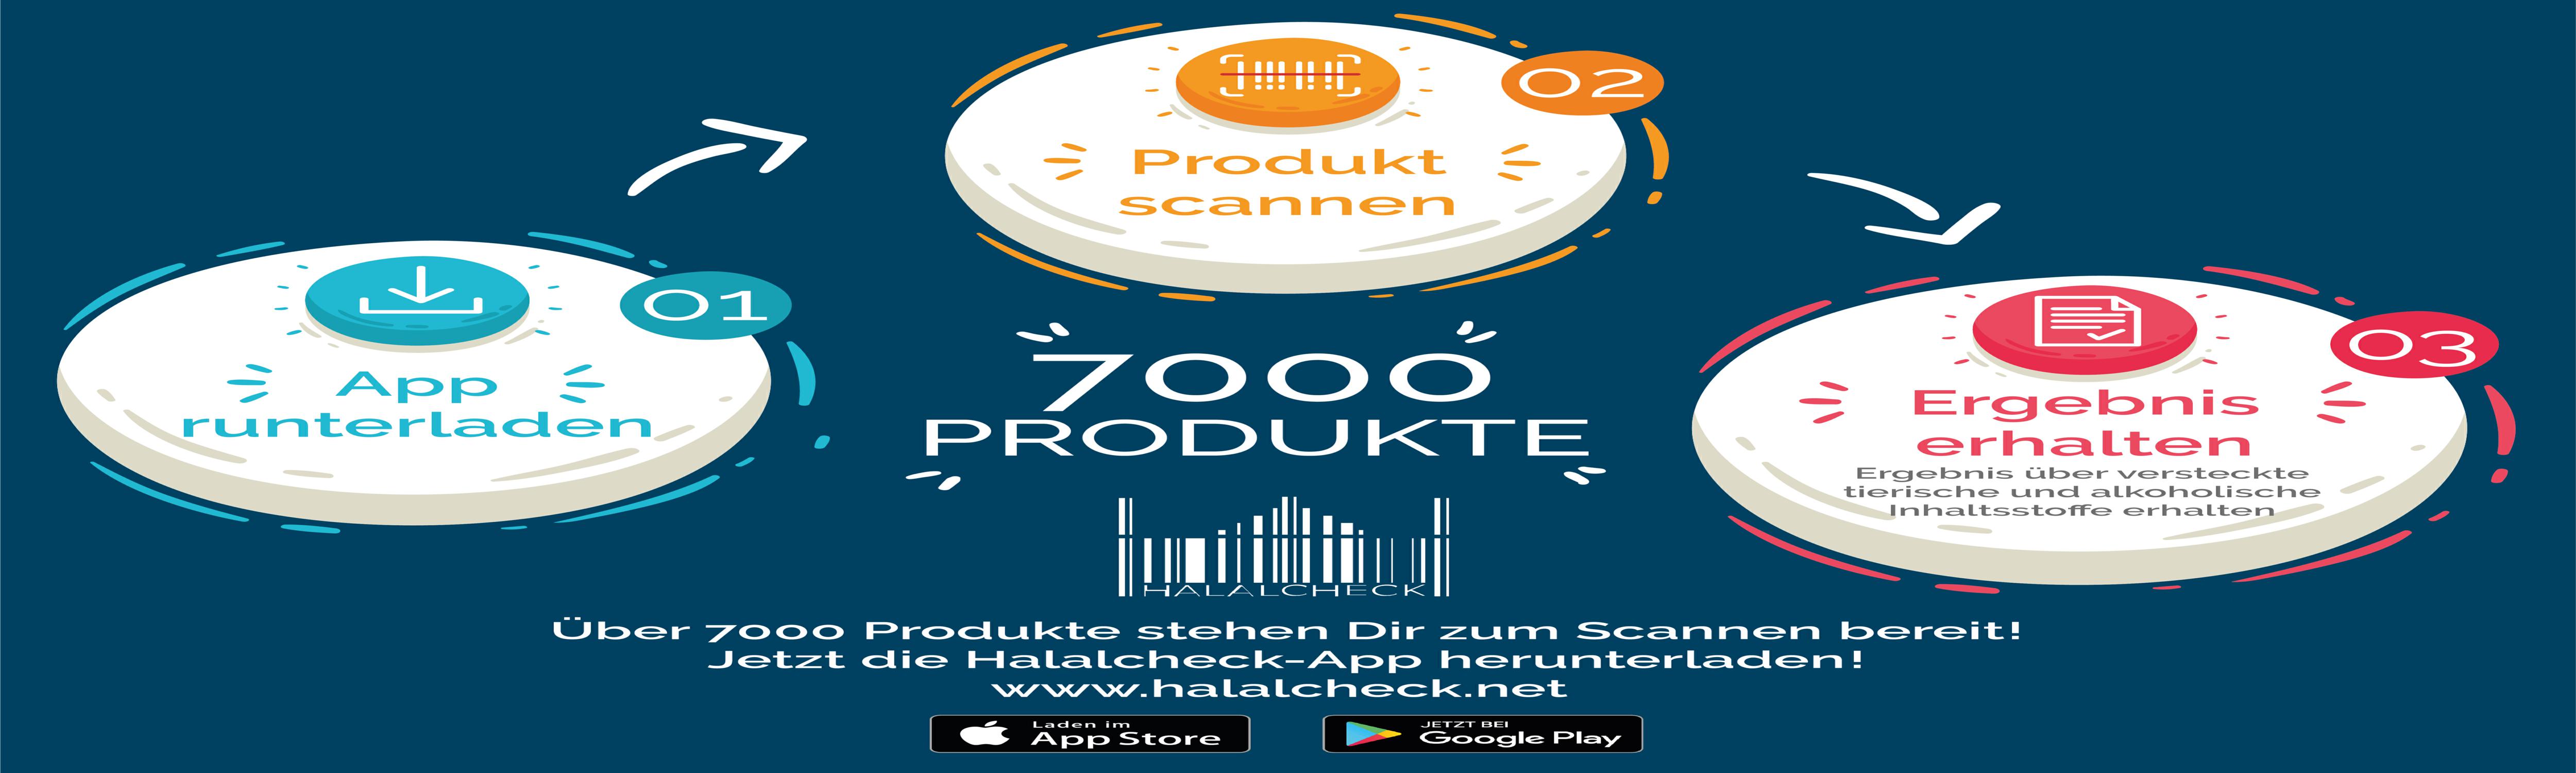 01
App
runterladen
02
Produkt
scannen
03
Ergebnis
erhalten
Ergebnis über versteckte
tierische und alkoholische
Inhaltsstoffe erhalten
7000
PRODUKTE
HALALCHECK
Über 7000 Produkte stehen Dir zum Scannen bereit!
Jetzt die Halalcheck-App herunterladen!
www.halalcheck.net
Laden im
App Store
JETZT BEI
Google Play